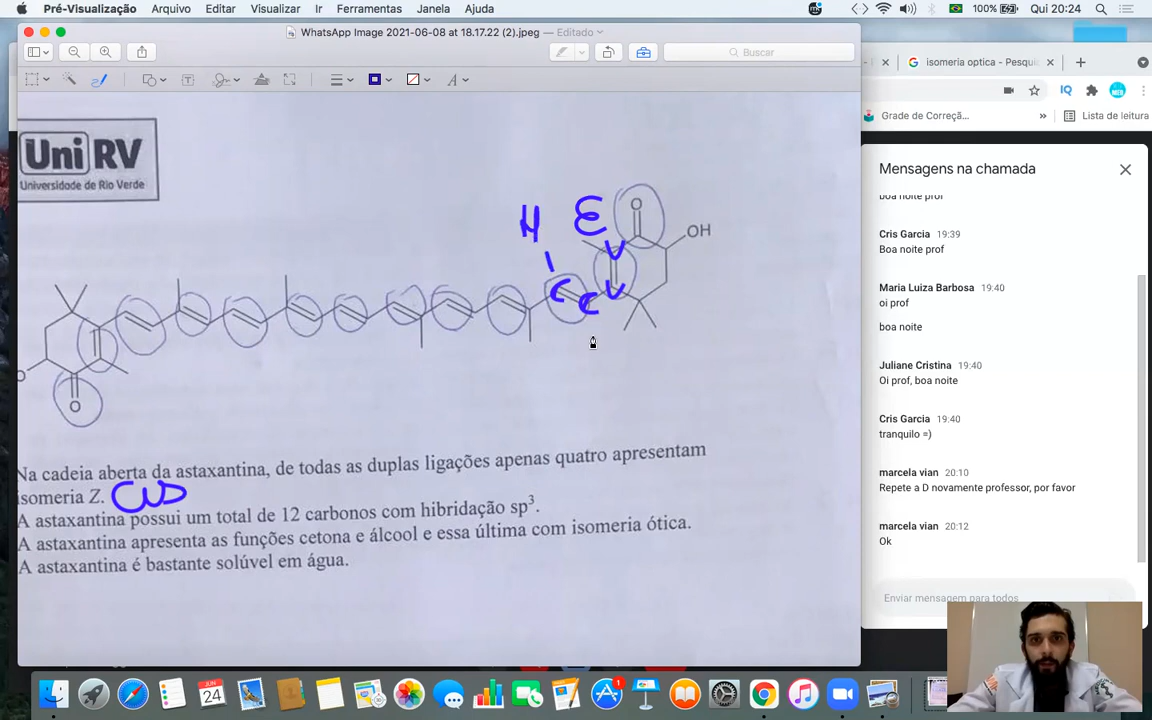 Pré-Visualização Arquivo Editar Visualizar Ir Ferramentas Janela Ajuda
100% Qui 20:24
WhatsApp Image 2021-06-08 at 18.17.22 (2).jpeg — Editado
Buscar
isomeria optica - Pesqui
IQ
Grade de Correçã...
Lista de leitura
Uni RV
Universidade de Rio Verde
H
E
O
OH
C
C
O
Na cadeia aberta da astaxantina, de todas as duplas ligações apenas quatro apresentam
isomeria Z. Cis
A astaxantina possui um total de 12 carbonos com hibridação sp3.
A astaxantina apresenta as funções cetona e álcool e essa última com isomeria ótica.
A astaxantina é bastante solúvel em água.
Mensagens na chamada
boa noite prof
Cris Garcia 19:39
Boa noite prof
Maria Luiza Barbosa 19:40
oi prof
boa noite
Juliane Cristina 19:40
Oi prof, boa noite
Cris Garcia 19:40
tranquilo =)
marcela vian 20:10
Repete a D novamente professor, por favor
marcela vian 20:12
Ok
Enviar mensagem para todos
JUN
24
1